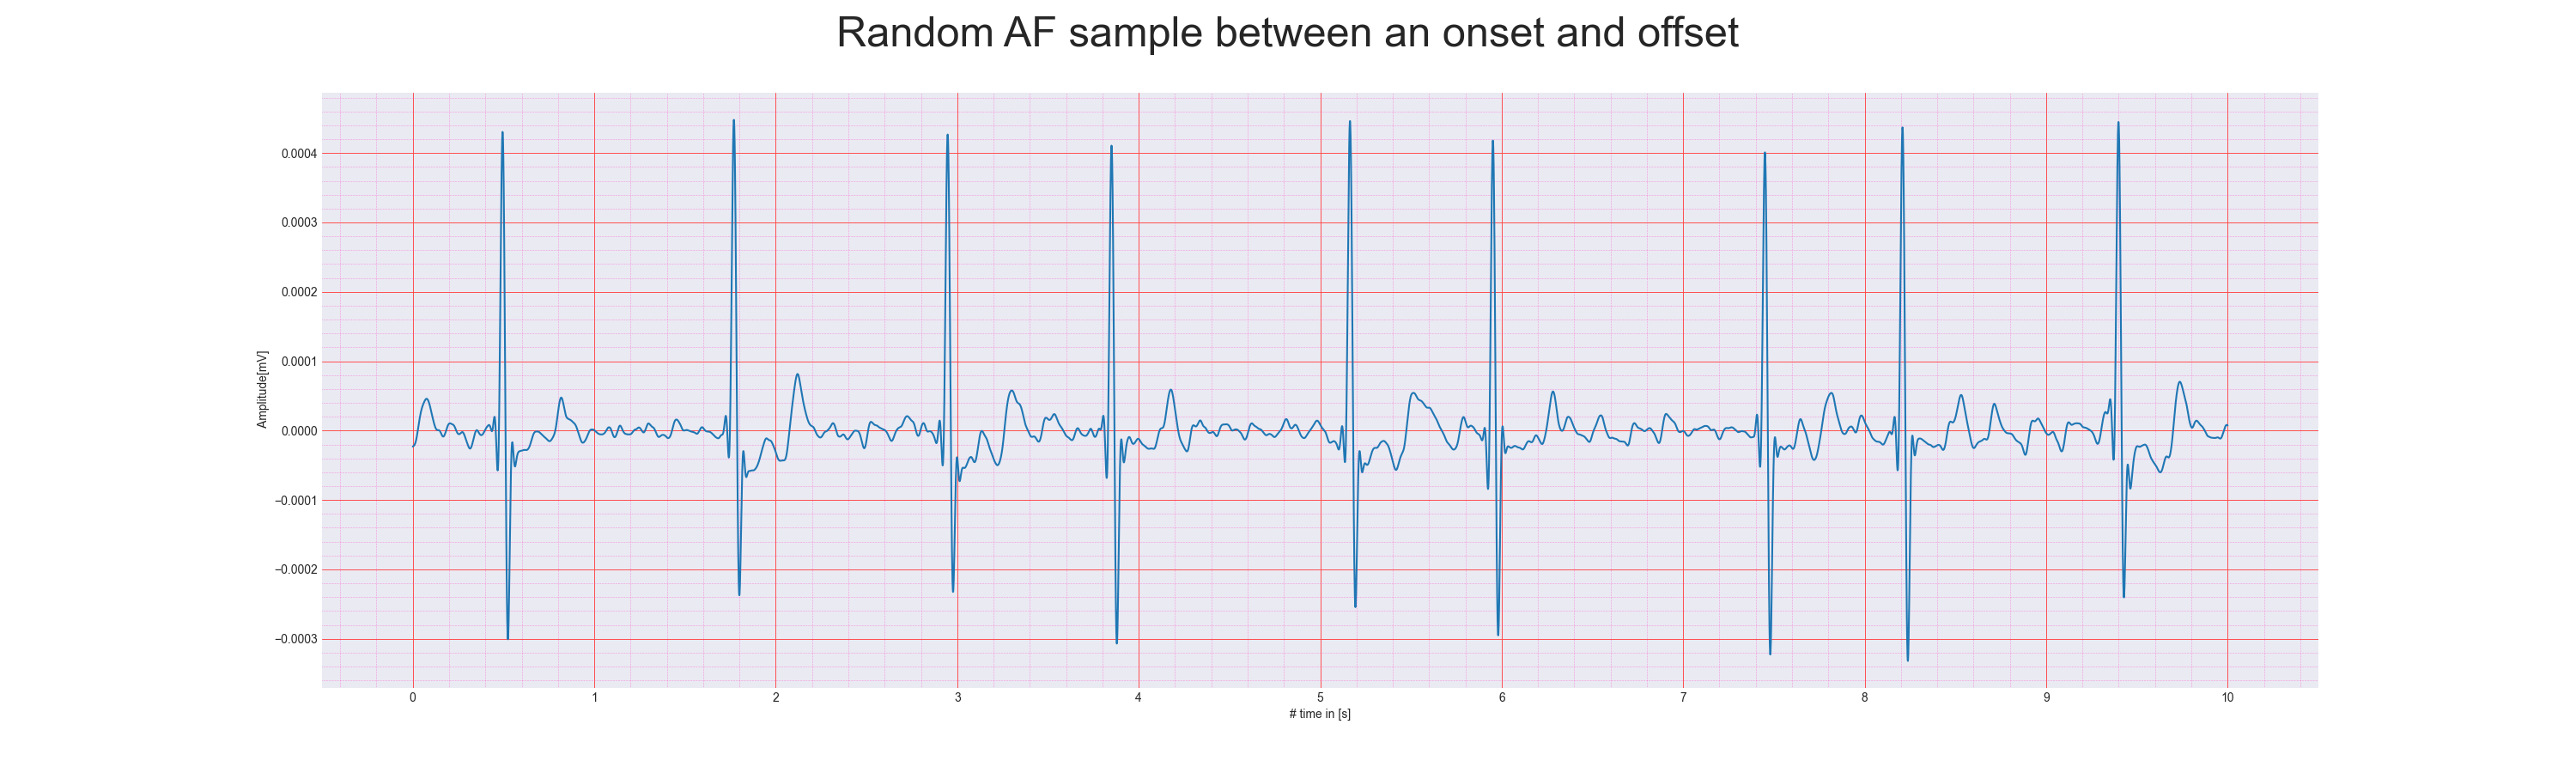 Random AF sample between an onset and offset
Amplitude[mV]
0.0004
0.0003
0.0002
0.0001
0.0000
−0.0001
−0.0002
−0.0003
0 1 2 3 4 5 6 7 8 9 10
# time in [s]